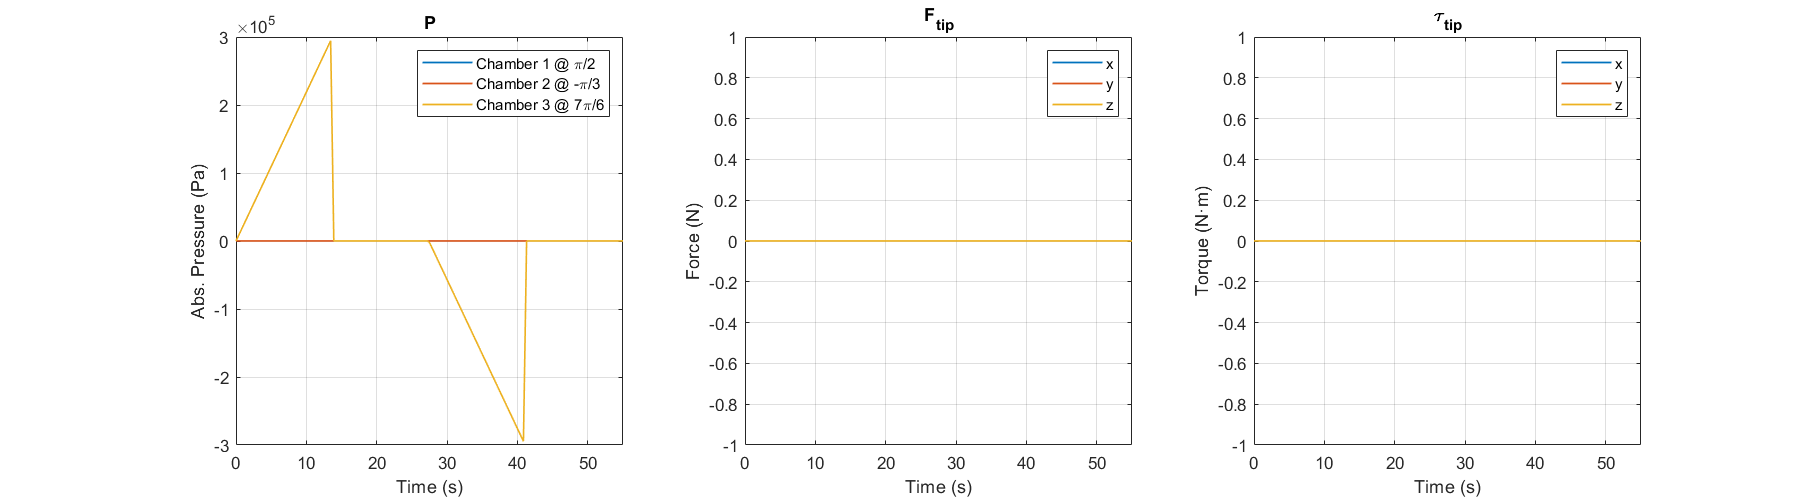 P
×10⁵
3
2
1
0
-1
-2
-3
0 10 20 30 40 50
Abs. Pressure (Pa)
Time (s)
Chamber 1 @ π/2
Chamber 2 @ -π/3
Chamber 3 @ 7π/6
F_tip
1
0.8
0.6
0.4
0.2
0
-0.2
-0.4
-0.6
-0.8
-1
0 10 20 30 40 50
Force (N)
Time (s)
x
y
z
τ_tip
1
0.8
0.6
0.4
0.2
0
-0.2
-0.4
-0.6
-0.8
-1
0 10 20 30 40 50
Torque (N·m)
Time (s)
x
y
z